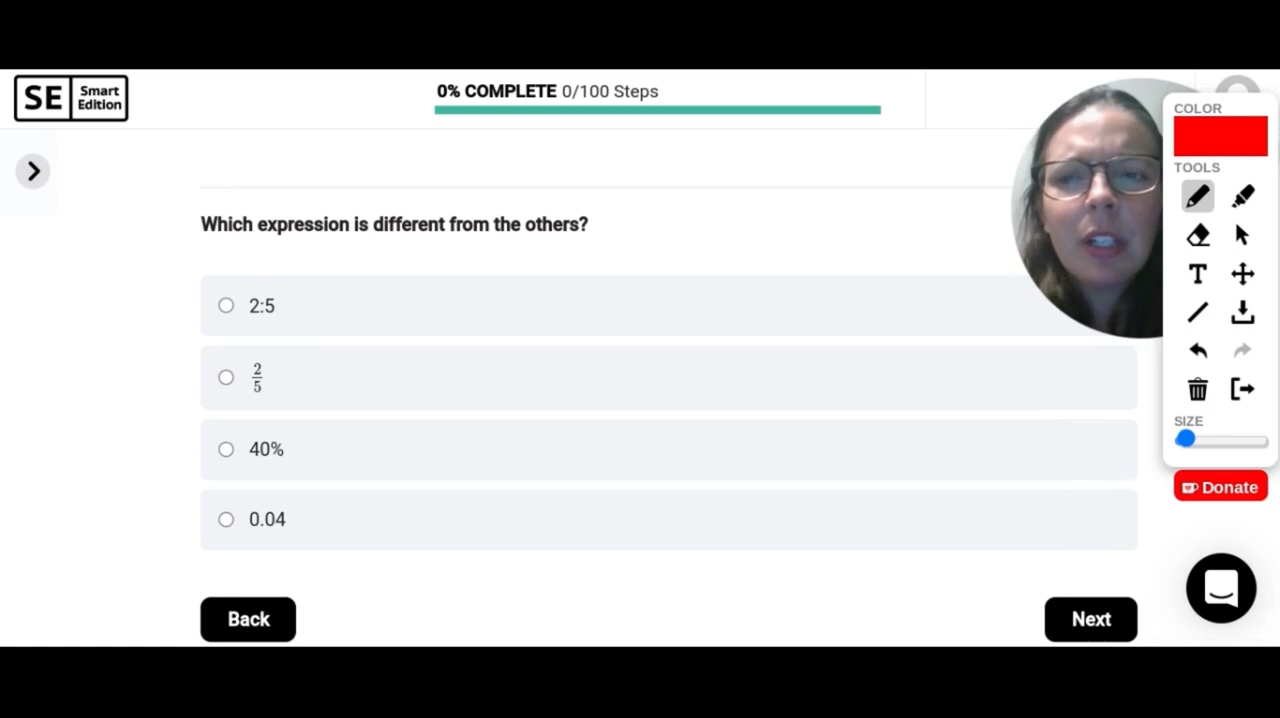 SE Smart Edition
0% COMPLETE 0/100 Steps
COLOR
TOOLS
Which expression is different from the others?
2:5
2/5
40%
0.04
T
SIZE
Donate
Back
Next